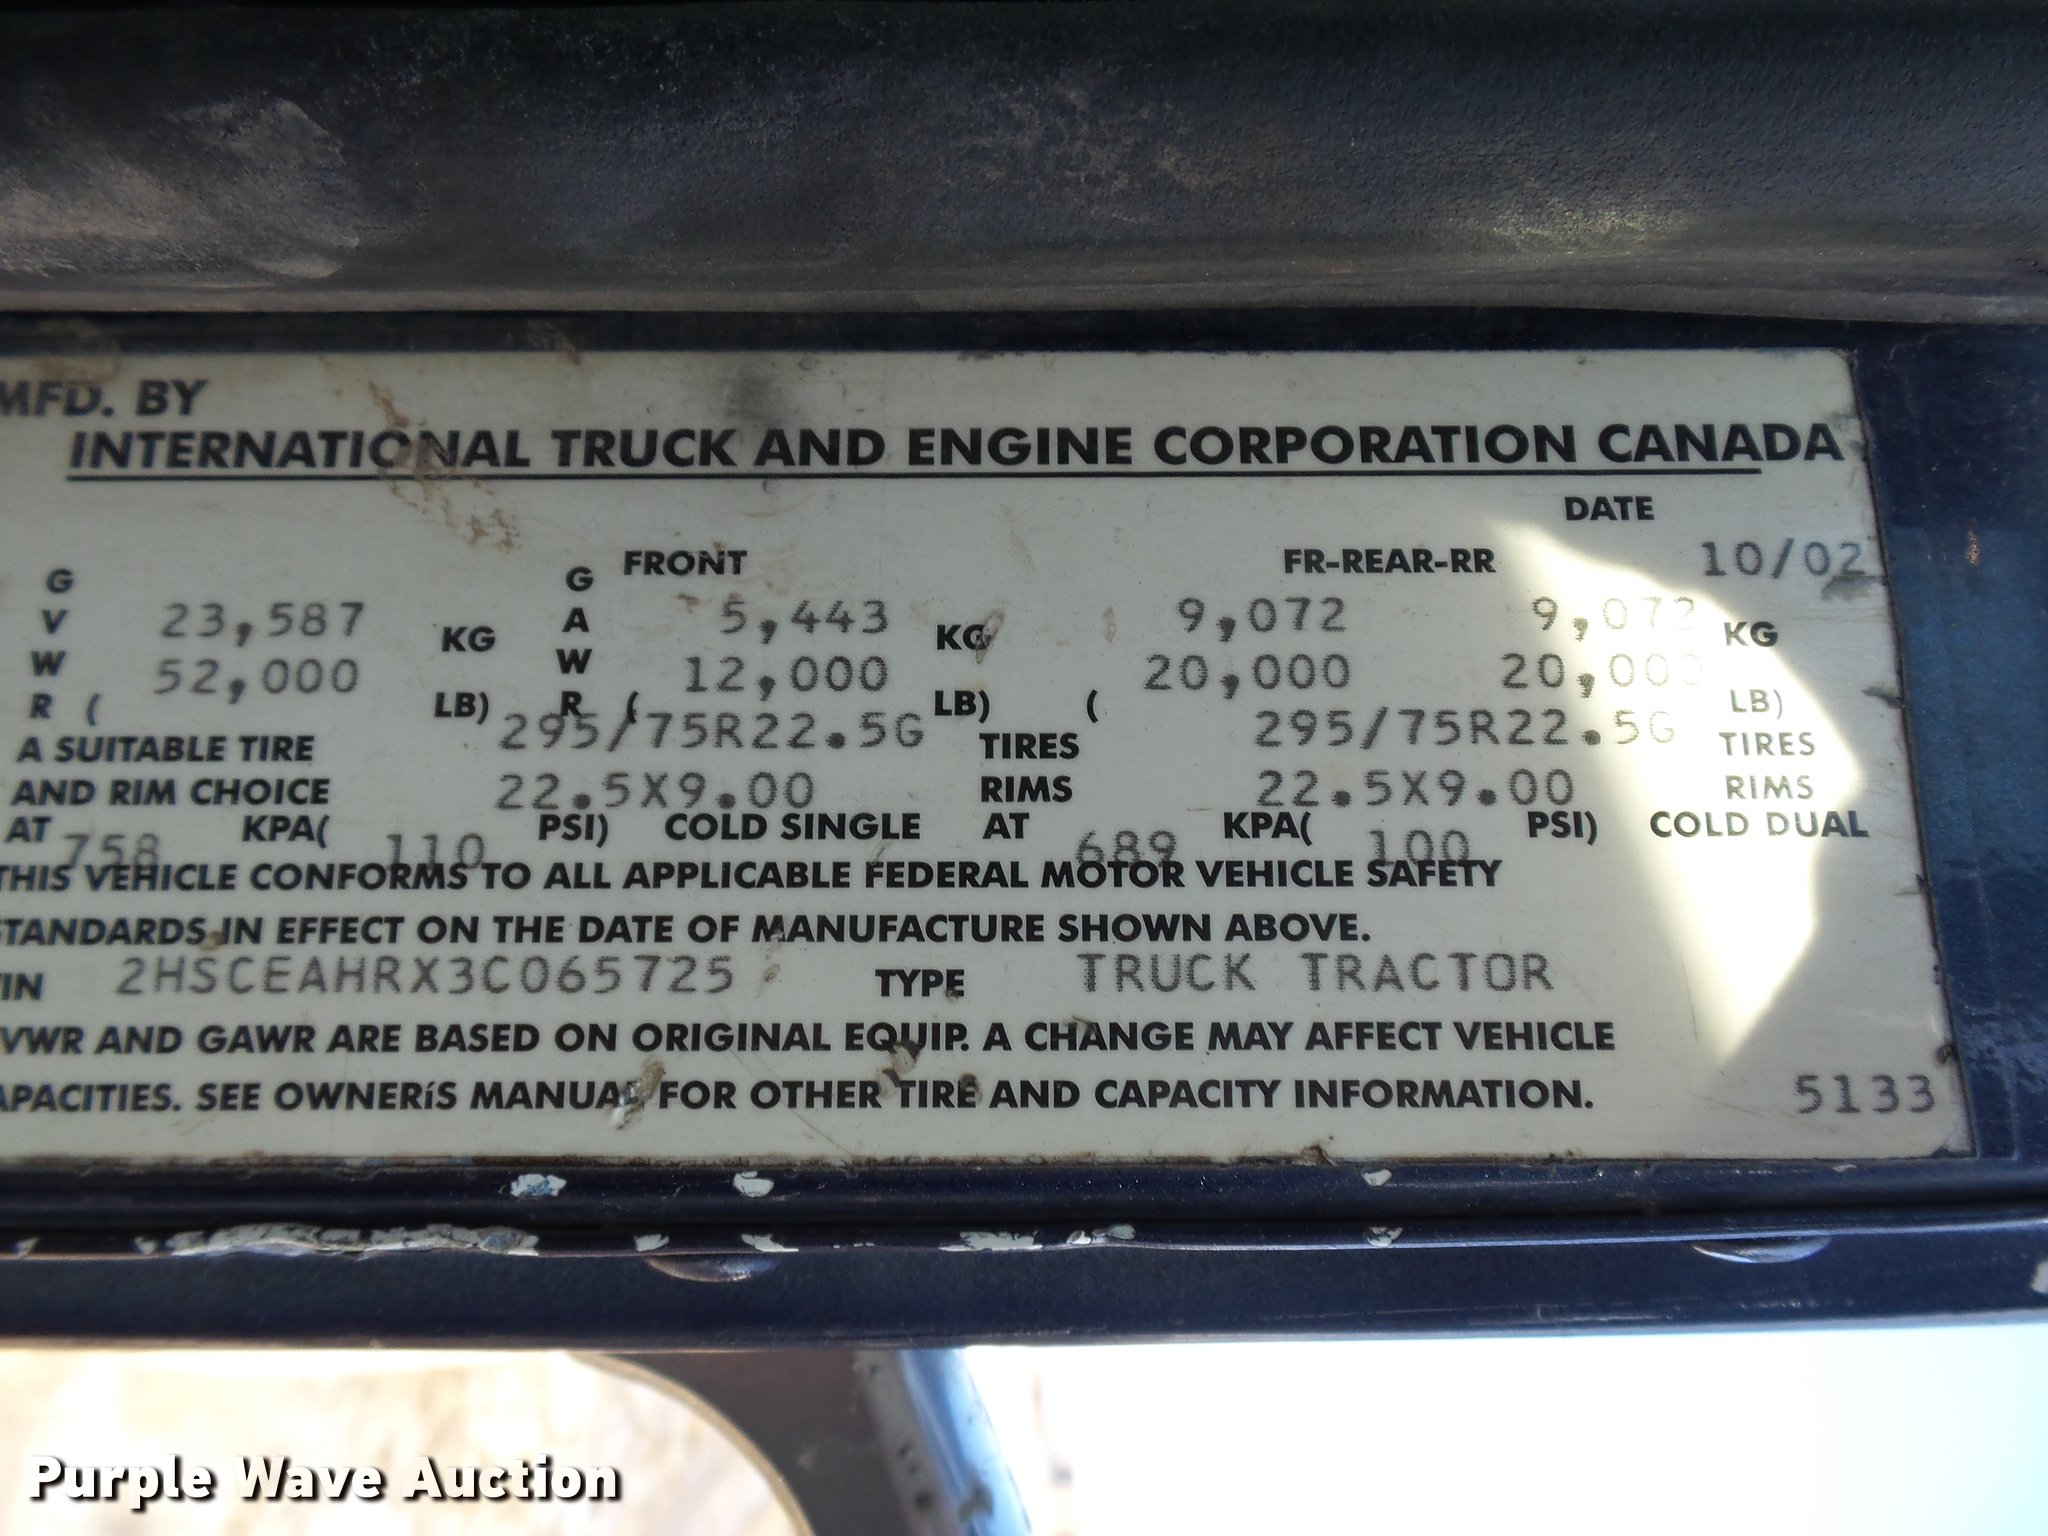 MFD. BY
INTERNATIONAL TRUCK AND ENGINE CORPORATION CANADA
DATE
FRONT FR-REAR-RR 10/02
GVWR 23,587 KG GAWR 5,443 KG 9,072 9,072 KG
( 52,000 LB) ( 12,000 LB) ( 20,000 20,000 LB)
A SUITABLE TIRE 295/75R22.5G TIRES 295/75R22.5G TIRES
AND RIM CHOICE 22.5X9.00 RIMS 22.5X9.00 RIMS
AT 758 KPA( 110 PSI) COLD SINGLE AT 689 KPA( 100 PSI) COLD DUAL
THIS VEHICLE CONFORMS TO ALL APPLICABLE FEDERAL MOTOR VEHICLE SAFETY
STANDARDS IN EFFECT ON THE DATE OF MANUFACTURE SHOWN ABOVE.
VIN 2HSCEAHRX3C065725 TYPE TRUCK TRACTOR
VWR AND GAWR ARE BASED ON ORIGINAL EQUIP. A CHANGE MAY AFFECT VEHICLE
APACITIES. SEE OWNERíS MANUAL FOR OTHER TIRE AND CAPACITY INFORMATION.
5133
Purple Wave Auction